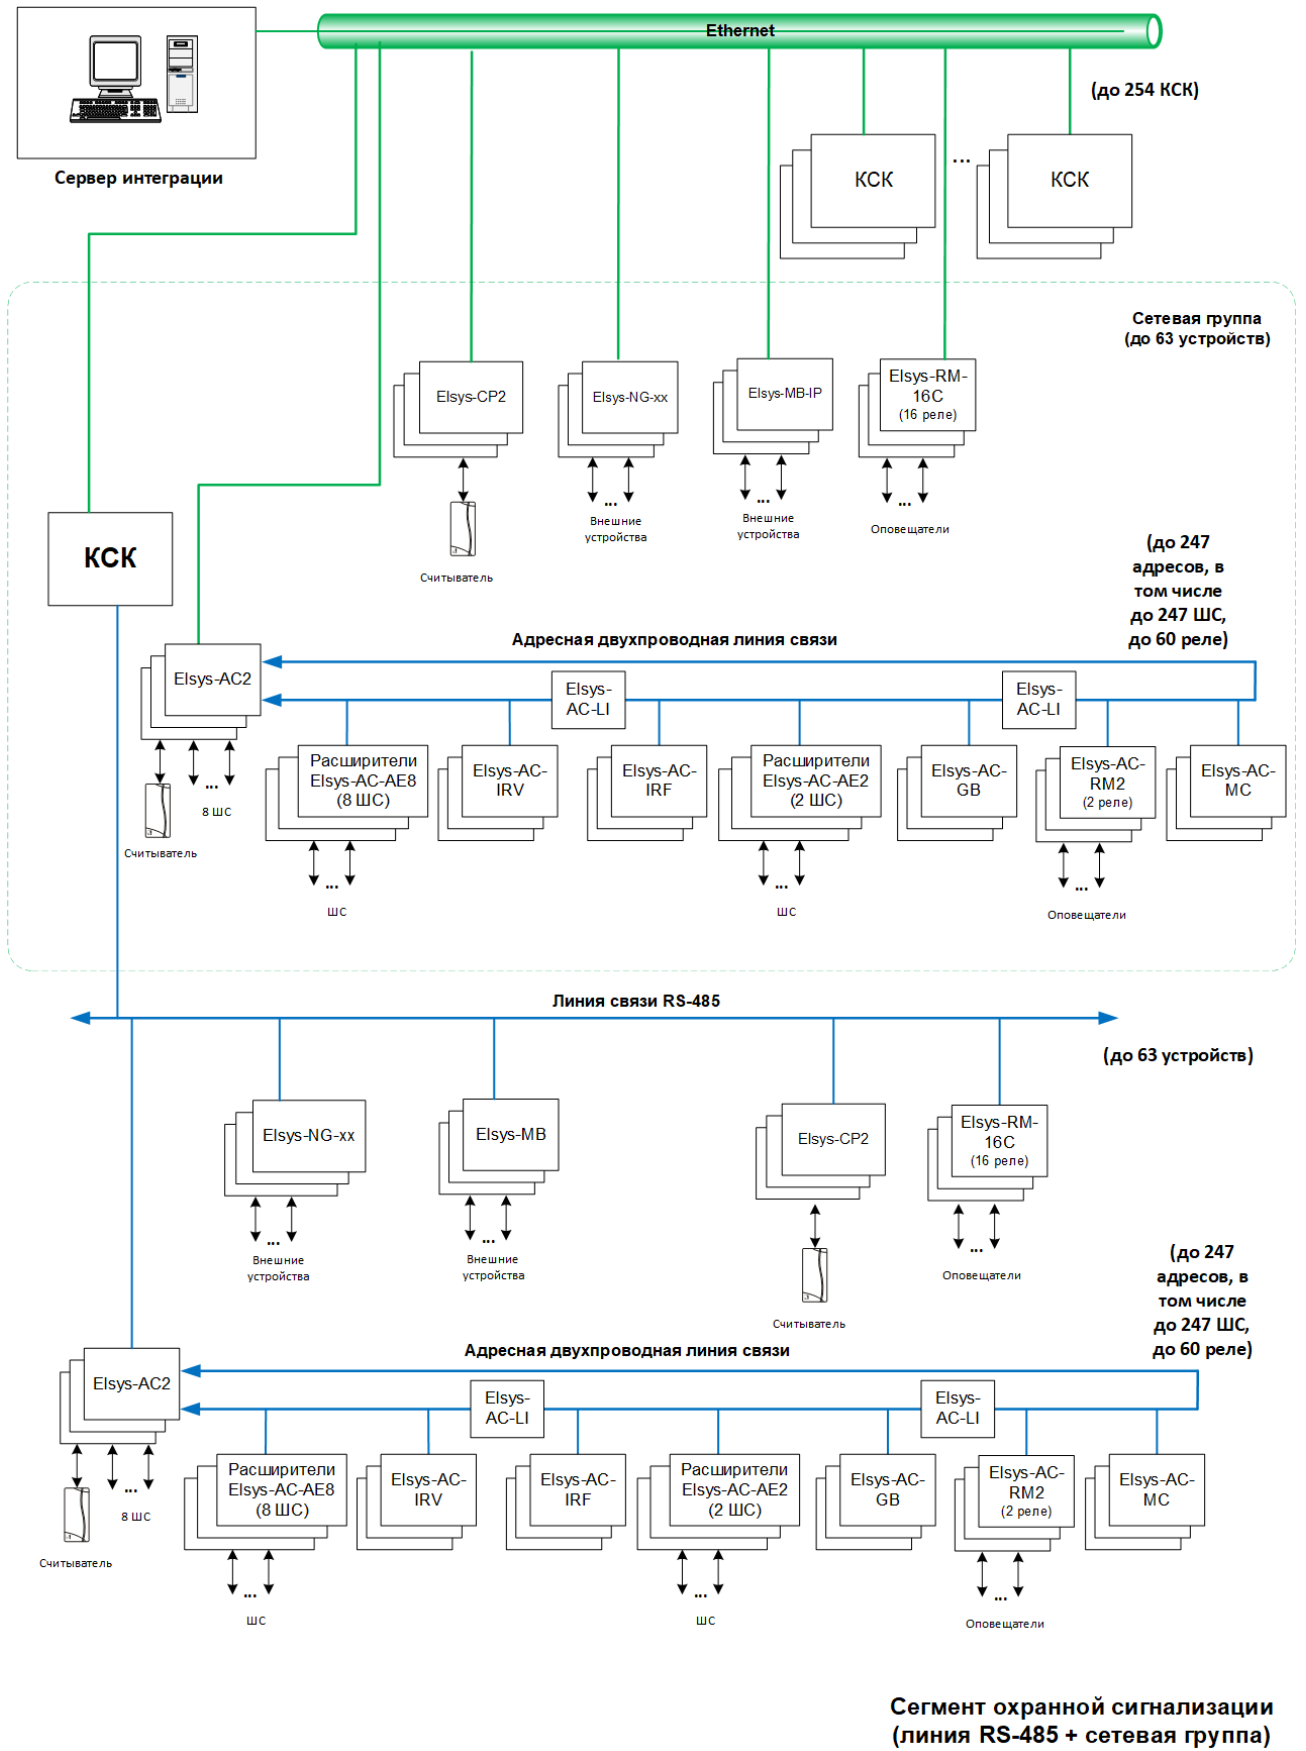 Ethernet
(до 254 КСК)
Сервер интеграции
КСК
...
КСК
Сетевая группа
(до 63 устройств)
Elsys-CP2
Elsys-NG-xx
Elsys-MB-IP
Elsys-RM-
16C
(16 реле)
...
Внешние
устройства
...
Внешние
устройства
...
Оповещатели
Считыватель
КСК
(до 247
адресов, в
том числе
до 247 ШС,
до 60 реле)
Адресная двухпроводная линия связи
Elsys-AC2
Elsys-
AC-LI
Elsys-
AC-LI
Расширители
Elsys-AC-AE8
(8 ШС)
Elsys-AC-
IRV
Elsys-AC-
IRF
Расширители
Elsys-AC-AE2
(2 ШС)
Elsys-AC-
GB
Elsys-AC-
RM2
(2 реле)
Elsys-AC-
MC
...
8 ШС
Считыватель
...
ШС
...
ШС
...
Оповещатели
Линия связи RS-485
(до 63 устройств)
Elsys-NG-xx
Elsys-MB
Elsys-CP2
Elsys-RM-
16C
(16 реле)
...
Внешние
устройства
...
Внешние
устройства
Считыватель
...
Оповещатели
(до 247
адресов, в
том числе
до 247 ШС,
до 60 реле)
Адресная двухпроводная линия связи
Elsys-AC2
Elsys-
AC-LI
Elsys-
AC-LI
Расширители
Elsys-AC-AE8
(8 ШС)
Elsys-AC-
IRV
Elsys-AC-
IRF
Расширители
Elsys-AC-AE2
(2 ШС)
Elsys-AC-
GB
Elsys-AC-
RM2
(2 реле)
Elsys-AC-
MC
...
8 ШС
Считыватель
...
ШС
...
ШС
...
Оповещатели
Сегмент охранной сигнализации
(линия RS-485 + сетевая группа)